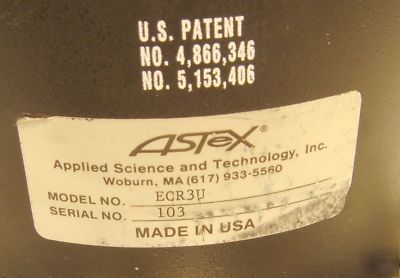 U.S. PATENT
NO. 4,866,346
NO. 5,153,406
ASTeX®
Applied Science and Technology, Inc.
Woburn, MA (617) 933-5560
MODEL NO. ECR3U
SERIAL NO. 103
MADE IN USA